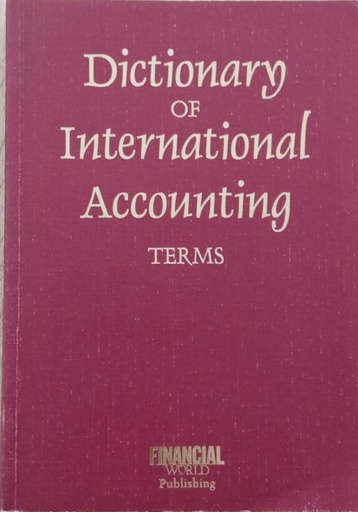 Dictionary
OF
International
Accounting
TERMS
FINANCIAL
WORLD
Publishing